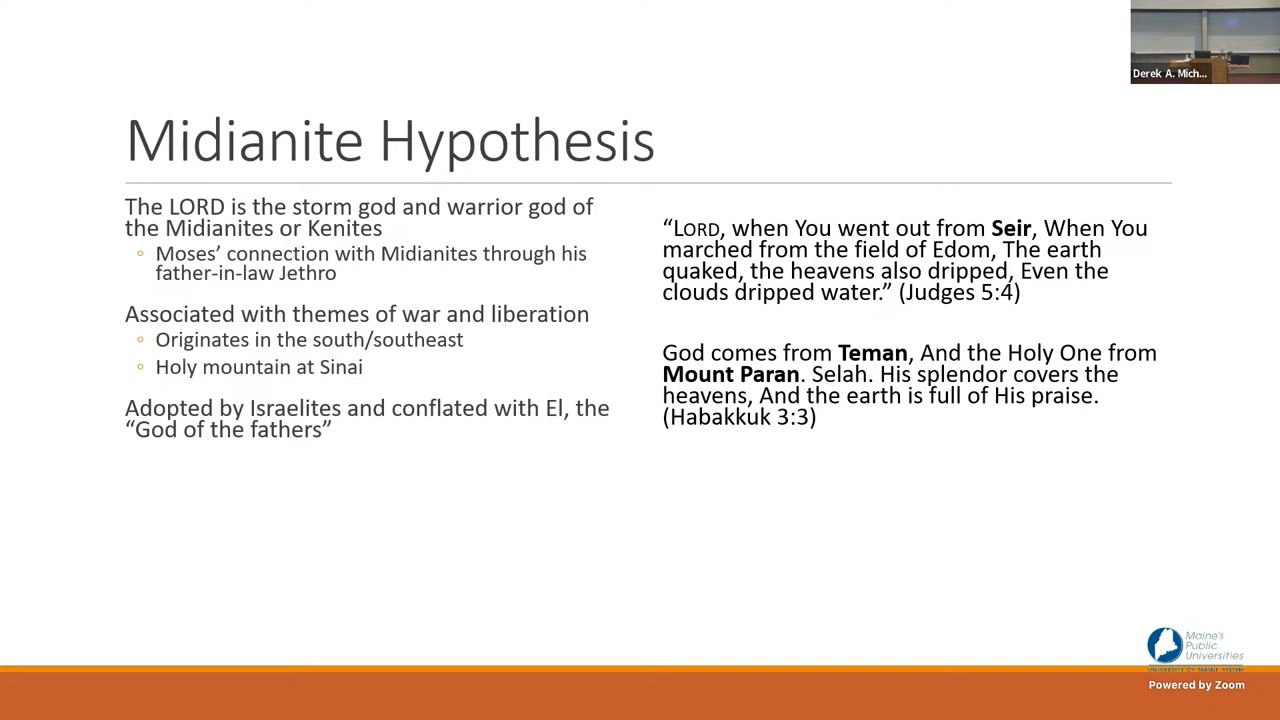 Derek A. Mich...
Midianite Hypothesis
The LORD is the storm god and warrior god of
the Midianites or Kenites
◦ Moses’ connection with Midianites through his
father-in-law Jethro
Associated with themes of war and liberation
◦ Originates in the south/southeast
◦ Holy mountain at Sinai
Adopted by Israelites and conflated with El, the
“God of the fathers”
“LORD, when You went out from Seir, When You
marched from the field of Edom, The earth
quaked, the heavens also dripped, Even the
clouds dripped water.” (Judges 5:4)
God comes from Teman, And the Holy One from
Mount Paran. Selah. His splendor covers the
heavens, And the earth is full of His praise.
(Habakkuk 3:3)
Maine's
Public
Universities
UNIVERSITY OF MAINE SYSTEM
Powered by Zoom